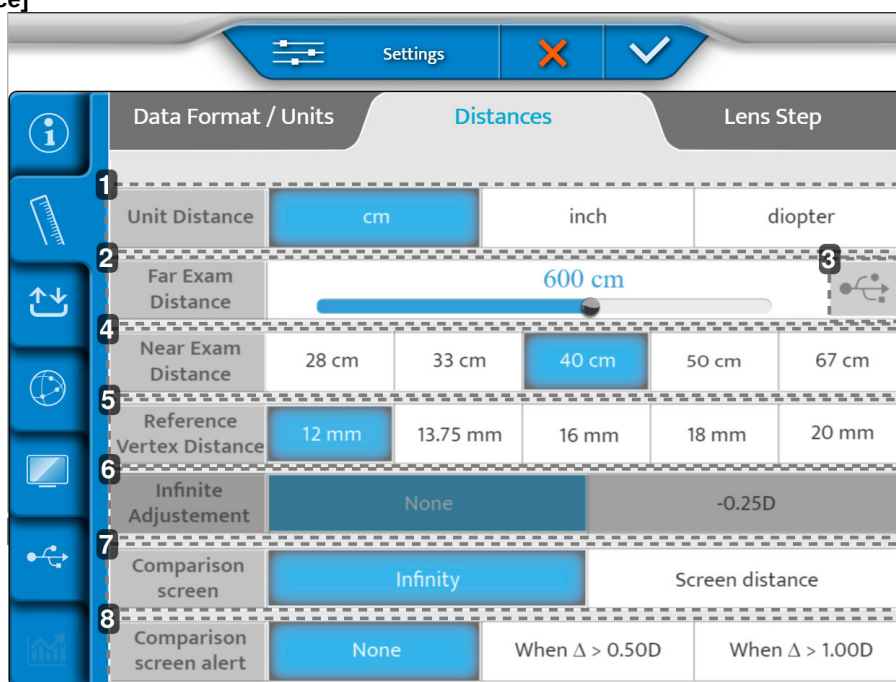 ce]
Settings
Data Format / Units
Distances
Lens Step
1
Unit Distance
cm
inch
diopter
2
Far Exam
Distance
600 cm
3
4
Near Exam
Distance
28 cm
33 cm
40 cm
50 cm
67 cm
5
Reference
Vertex Distance
12 mm
13.75 mm
16 mm
18 mm
20 mm
6
Infinite
Adjustement
None
-0.25D
7
Comparison
screen
Infinity
Screen distance
8
Comparison
screen alert
None
When Δ > 0.50D
When Δ > 1.00D